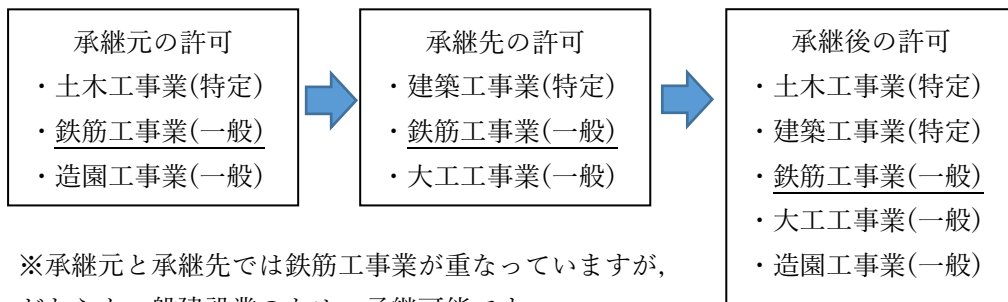 承継元の許可
・土木工事業(特定)
・鉄筋工事業(一般)
・造園工事業(一般)
承継先の許可
・建築工事業(特定)
・鉄筋工事業(一般)
・大工工事業(一般)
承継後の許可
・土木工事業(特定)
・建築工事業(特定)
・鉄筋工事業(一般)
・大工工事業(一般)
・造園工事業(一般)
※承継元と承継先では鉄筋工事業が重なっていますが,